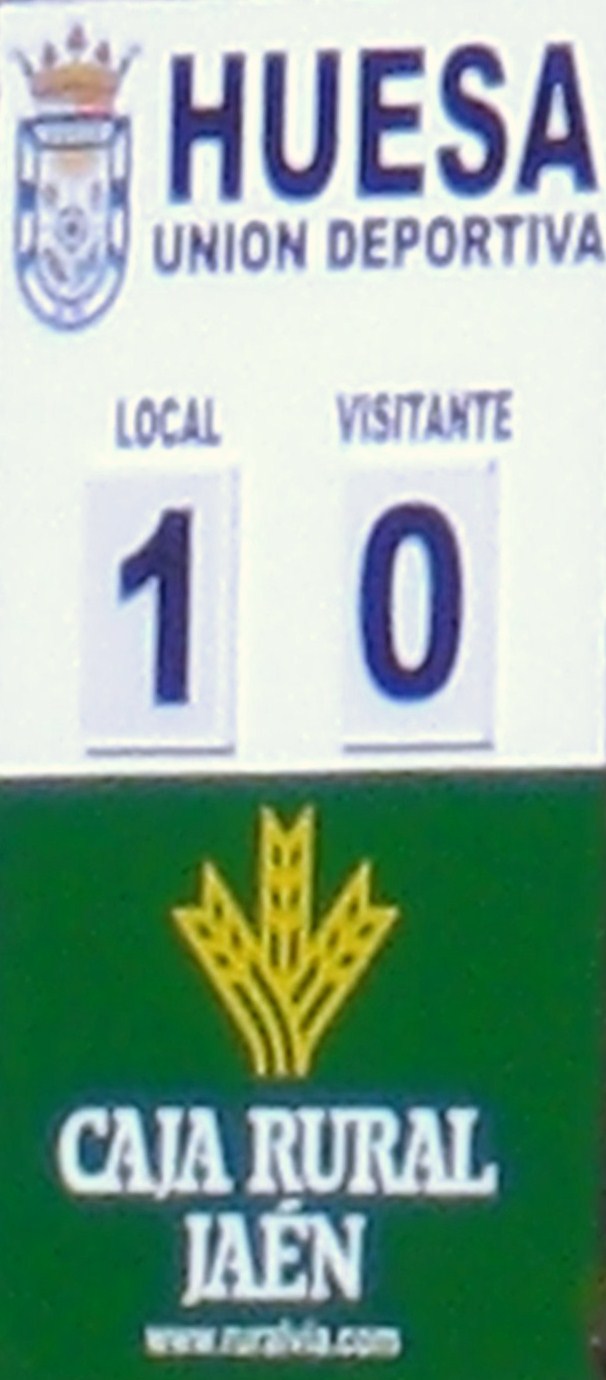 HUESA
UNION DEPORTIVA
LOCAL VISITANTE
1 0
CAJA RURAL
JAÉN
www.ruralvia.com